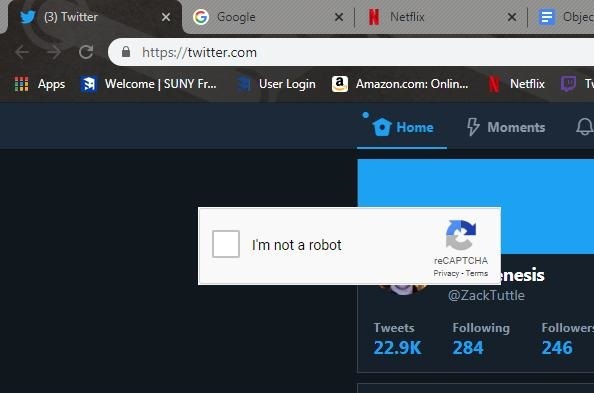 (3) Twitter
Google
Netflix
Objec
https://twitter.com
Apps
Welcome | SUNY Fr...
User Login
Amazon.com: Onlin...
Netflix
Tw
Home
Moments
I'm not a robot
reCAPTCHA
Privacy - Terms
enesis
@ZackTuttle
Tweets Following Followers
22.9K 284 246